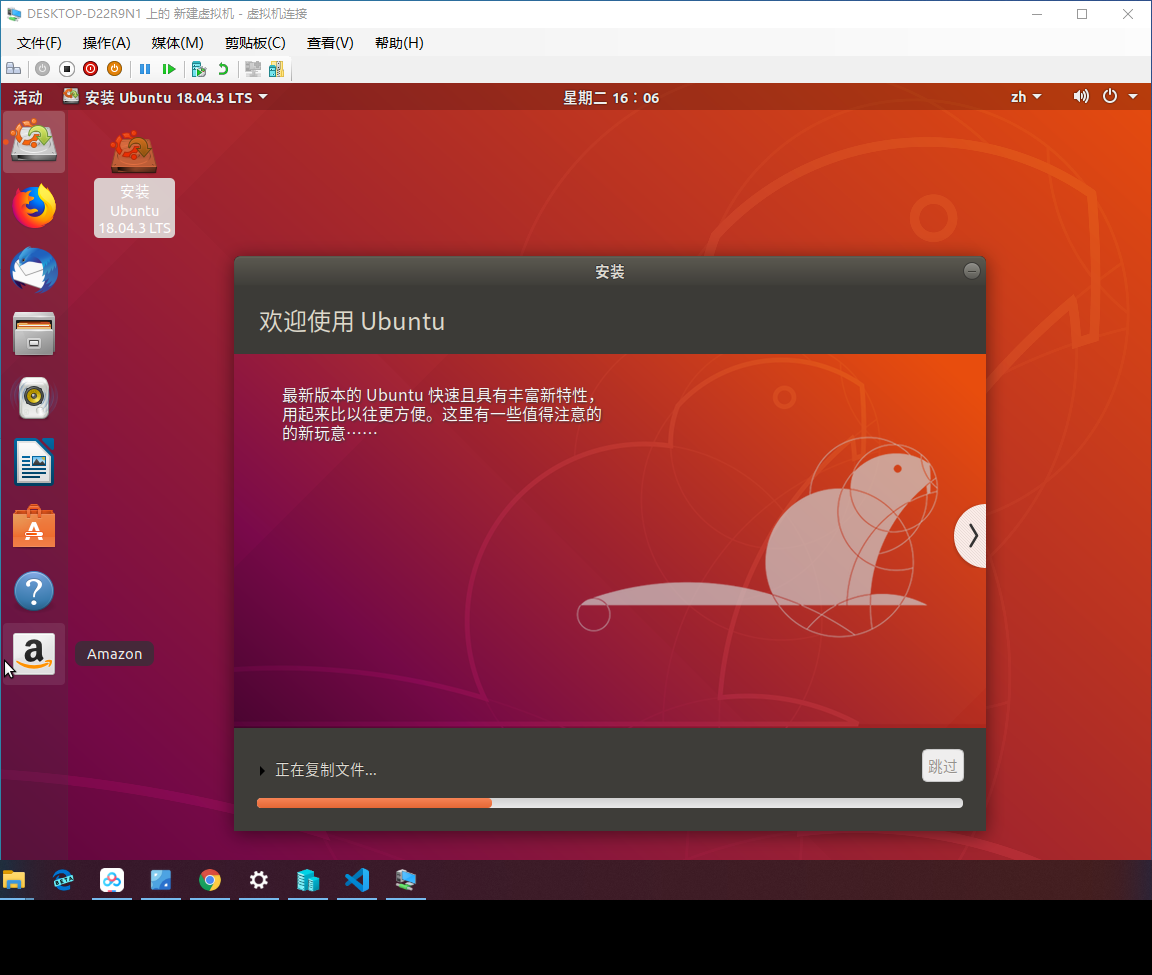 DESKTOP-D22R9N1 上的 新建虚拟机 - 虚拟机连接
文件(F) 操作(A) 媒体(M) 剪贴板(C) 查看(V) 帮助(H)
活动 安装 Ubuntu 18.04.3 LTS 星期二 16：06 zh
安装
Ubuntu
18.04.3 LTS
安装
欢迎使用 Ubuntu
最新版本的 Ubuntu 快速且具有丰富新特性，
用起来比以往更方便。这里有一些值得注意的
的新玩意……
Amazon
正在复制文件...
跳过
BETA